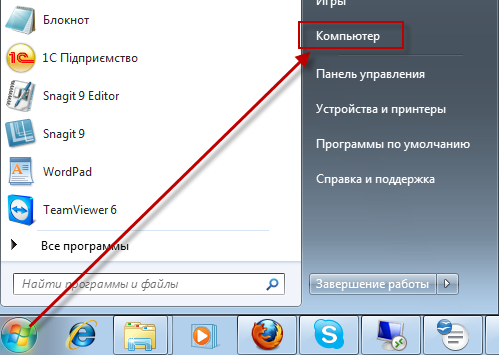 Блокнот
1С Підприємство
Snagit 9 Editor
Snagit 9
WordPad
TeamViewer 6
Все программы
Найти программы и файлы
Игры
Компьютер
Панель управления
Устройства и принтеры
Программы по умолчанию
Справка и поддержка
Завершение работы